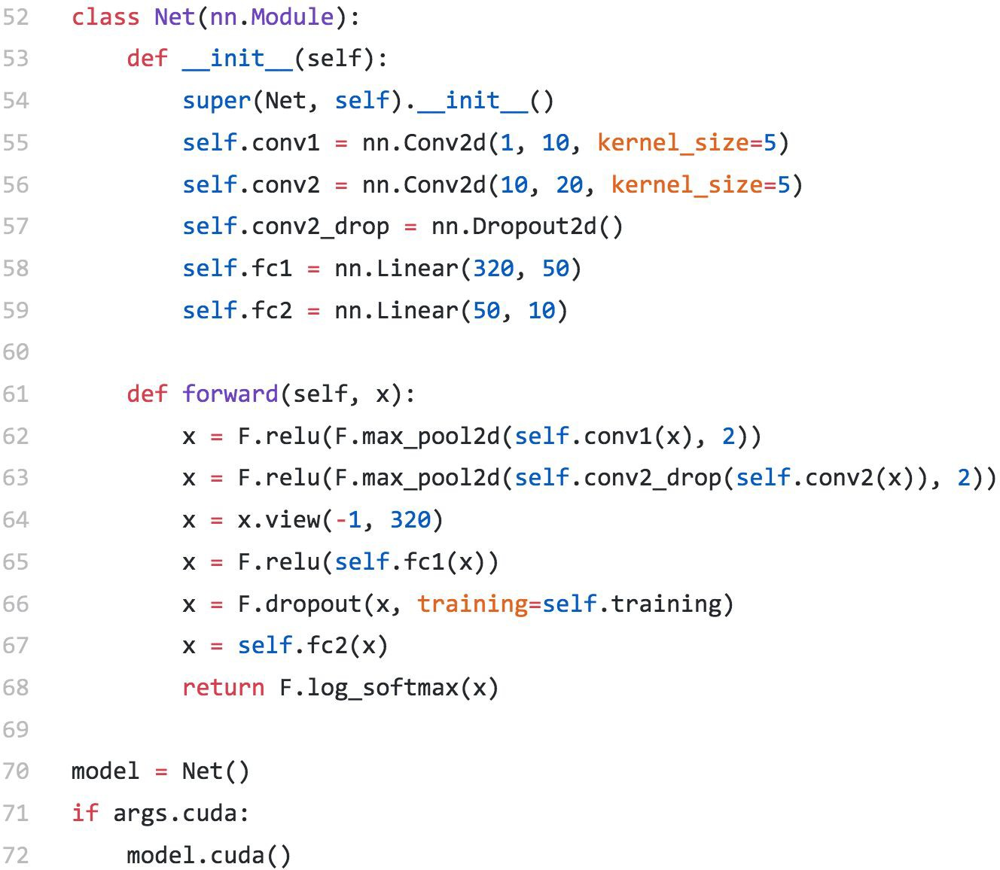 52 class Net(nn.Module):
53     def __init__(self):
54         super(Net, self).__init__()
55         self.conv1 = nn.Conv2d(1, 10, kernel_size=5)
56         self.conv2 = nn.Conv2d(10, 20, kernel_size=5)
57         self.conv2_drop = nn.Dropout2d()
58         self.fc1 = nn.Linear(320, 50)
59         self.fc2 = nn.Linear(50, 10)
60
61     def forward(self, x):
62         x = F.relu(F.max_pool2d(self.conv1(x), 2))
63         x = F.relu(F.max_pool2d(self.conv2_drop(self.conv2(x)), 2))
64         x = x.view(-1, 320)
65         x = F.relu(self.fc1(x))
66         x = F.dropout(x, training=self.training)
67         x = self.fc2(x)
68         return F.log_softmax(x)
69
70 model = Net()
71 if args.cuda:
72     model.cuda()